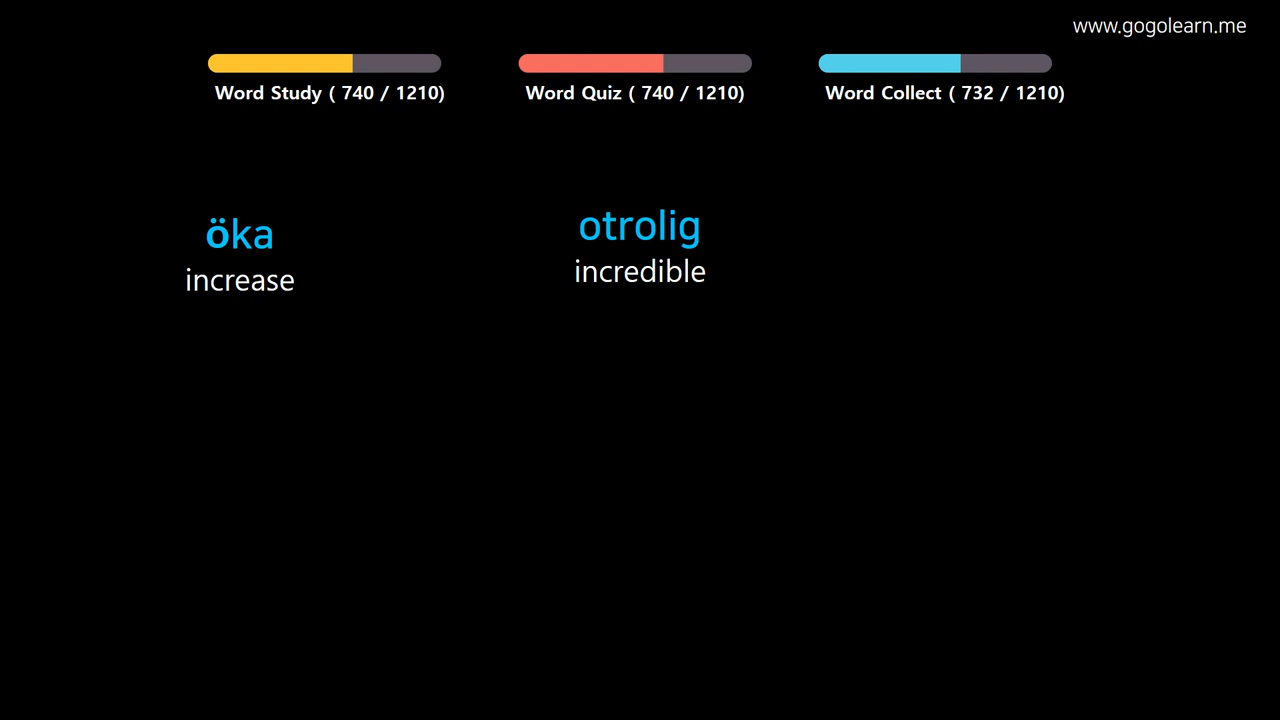 www.gogolearn.me
Word Study ( 740 / 1210)
Word Quiz ( 740 / 1210)
Word Collect ( 732 / 1210)
öka
increase
otrolig
incredible